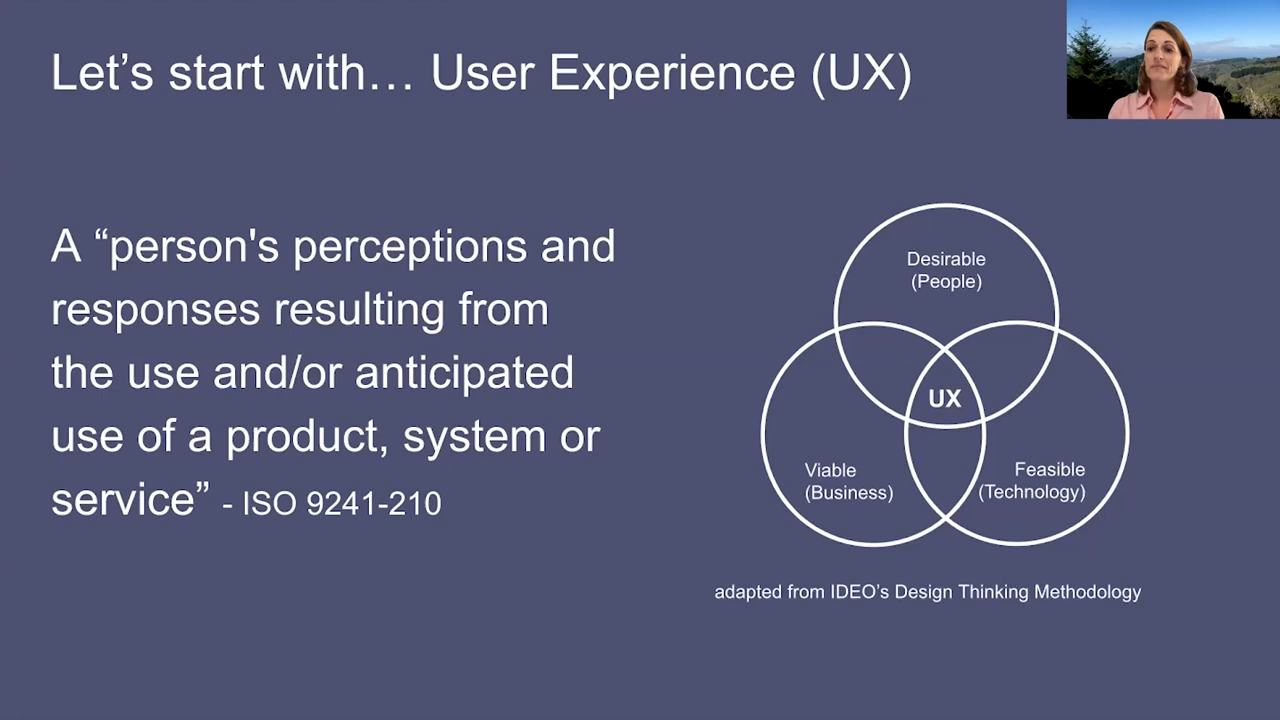 Let’s start with… User Experience (UX)
A “person's perceptions and
responses resulting from
the use and/or anticipated
use of a product, system or
service” - ISO 9241-210
Desirable
(People)
UX
Viable
(Business)
Feasible
(Technology)
adapted from IDEO’s Design Thinking Methodology